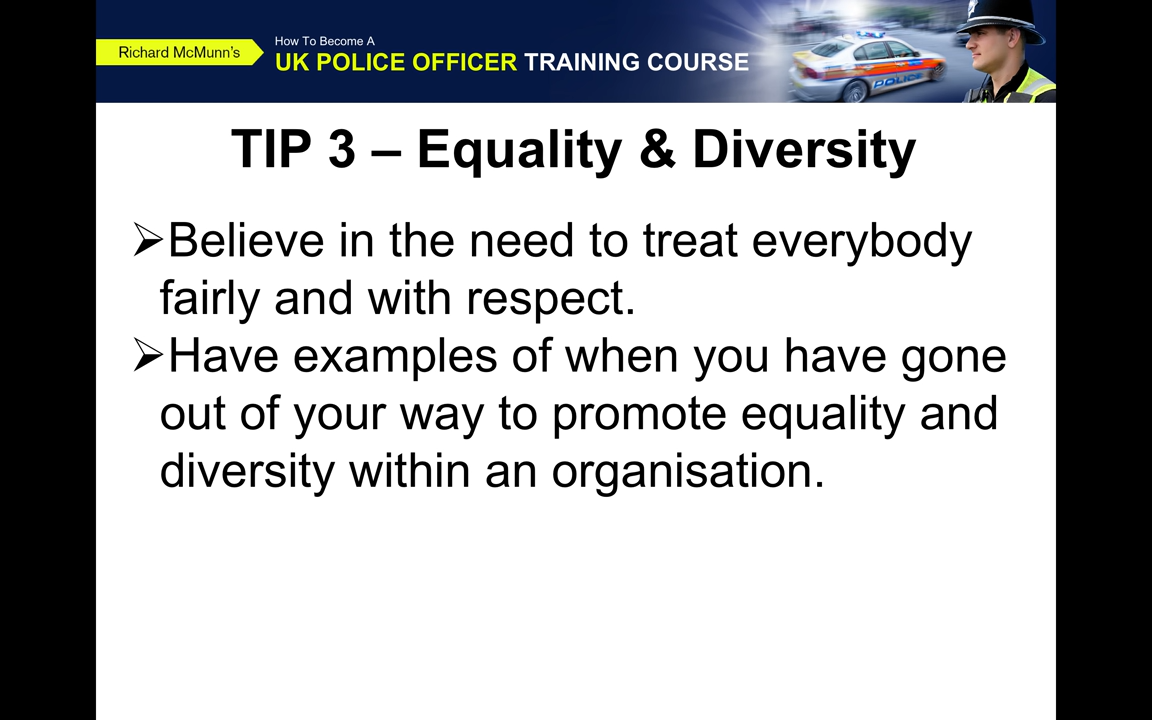 Richard McMunn's
How To Become A
UK POLICE OFFICER TRAINING COURSE
POLICE
TIP 3 – Equality & Diversity
➢Believe in the need to treat everybody
fairly and with respect.
➢Have examples of when you have gone
out of your way to promote equality and
diversity within an organisation.